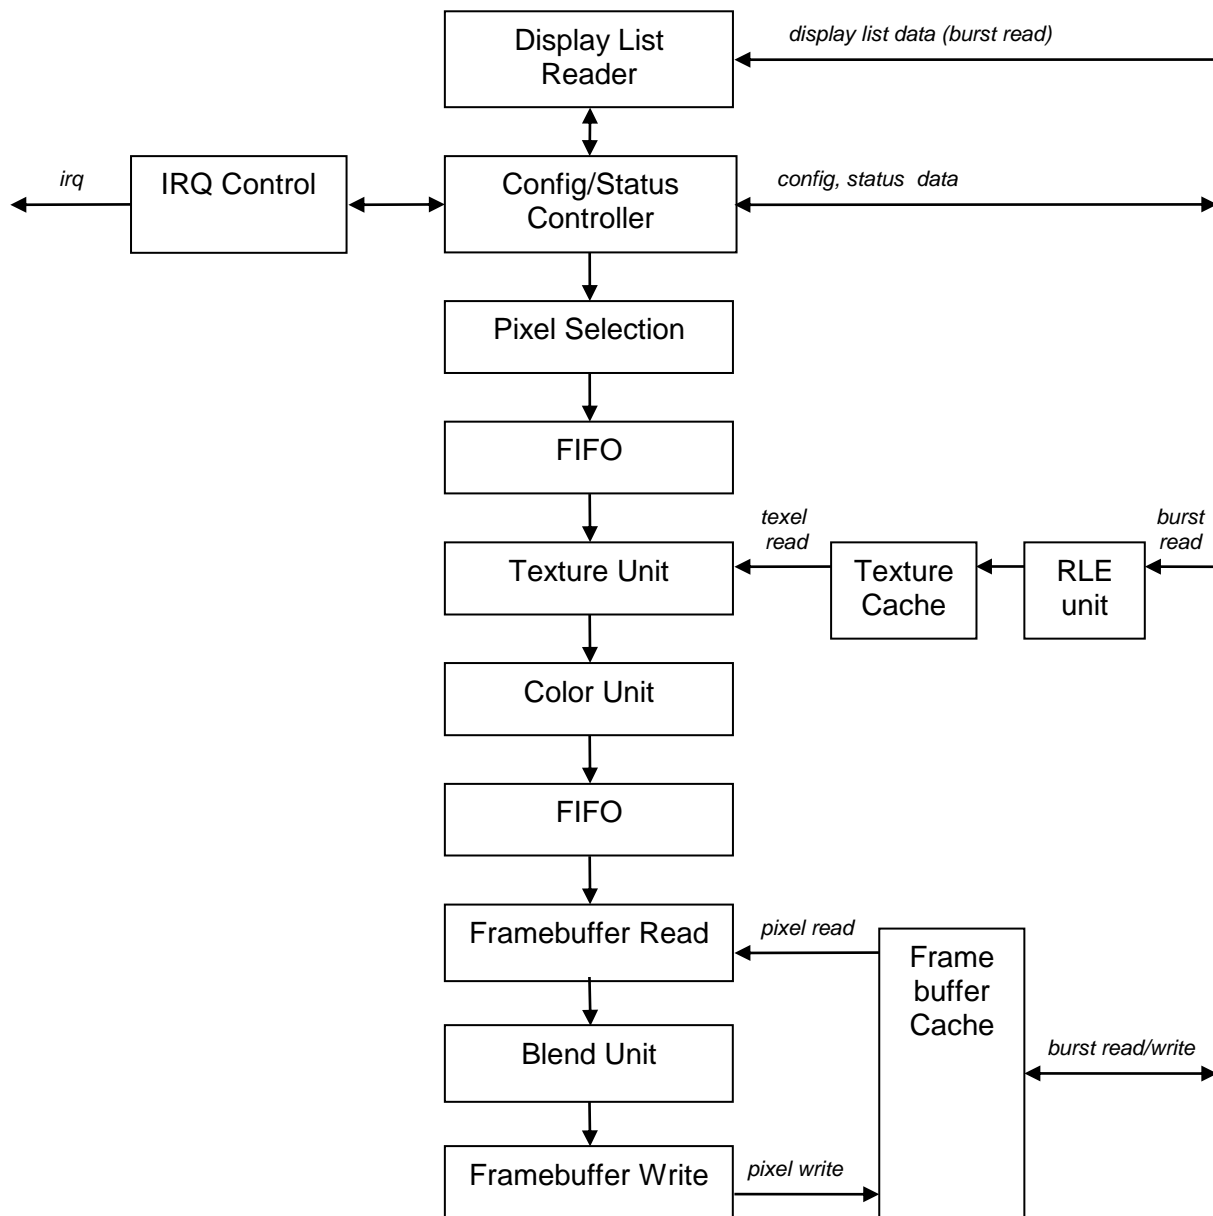 Display List
Reader
display list data (burst read)
irq
IRQ Control
Config/Status
Controller
config, status data
Pixel Selection
FIFO
Texture Unit
texel
read
Texture
Cache
RLE
unit
burst
read
Color Unit
FIFO
Framebuffer Read
pixel read
Frame
buffer
Cache
Blend Unit
burst read/write
Framebuffer Write
pixel write